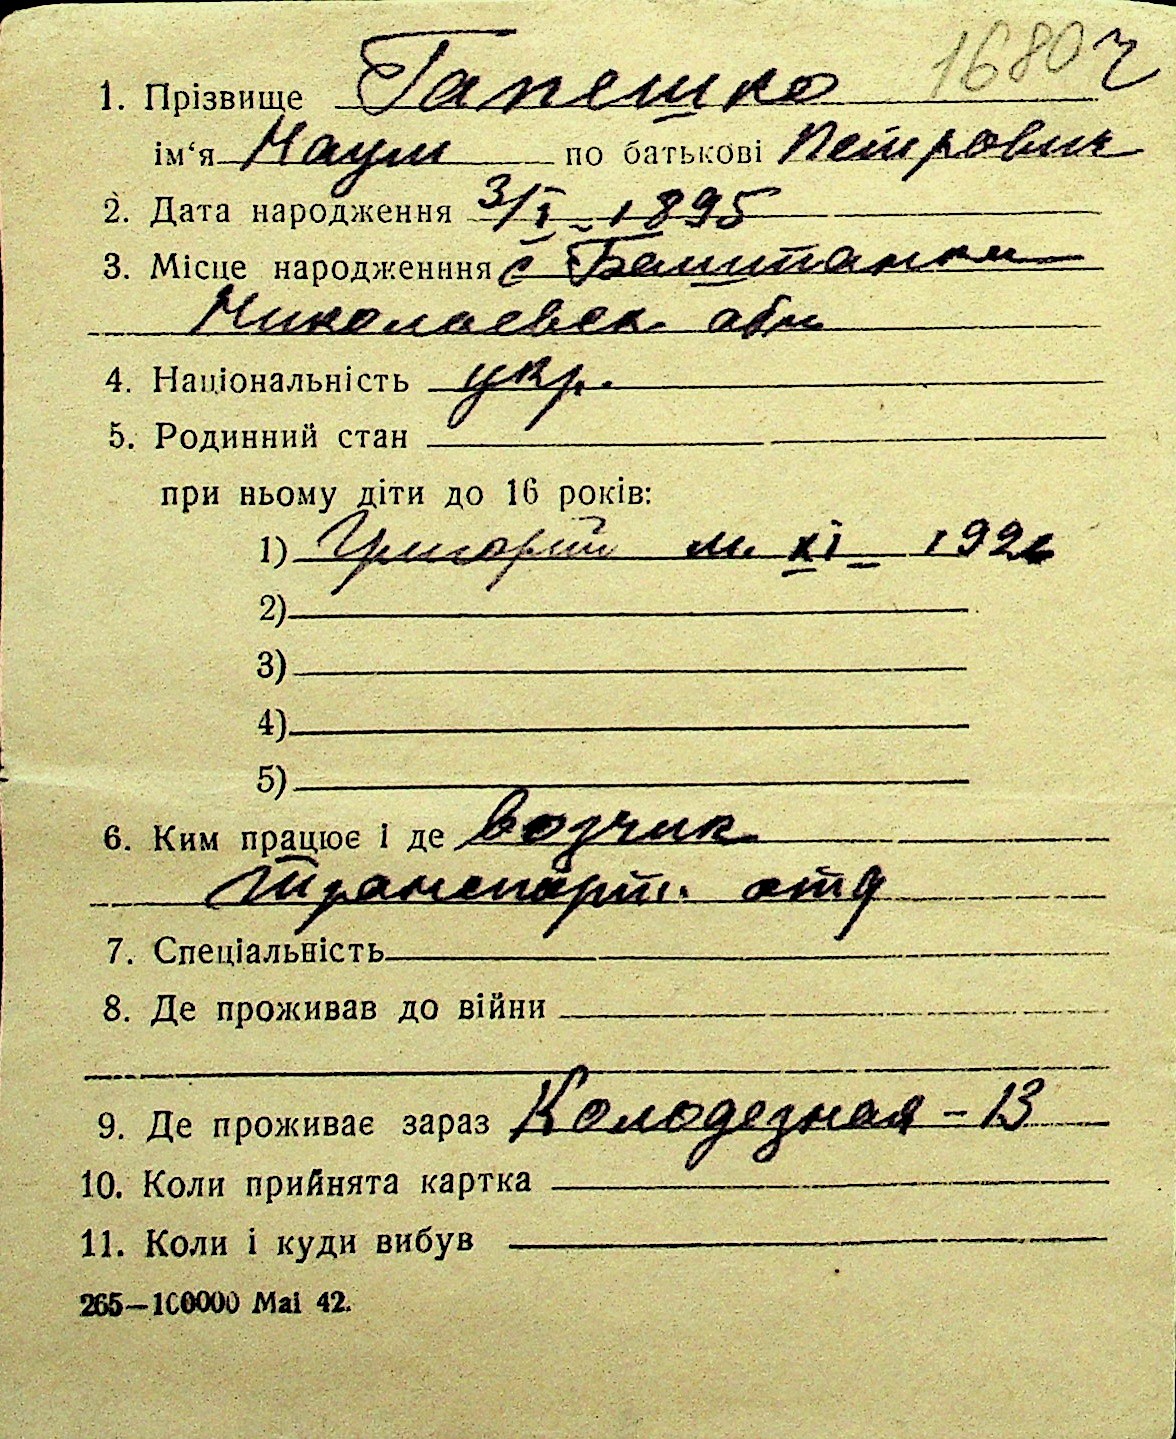 1680 ч
1. Прізвище Гапешко
ім‘я Наум по батькові Петрович
2. Дата народження 3/I - 1895
3. Місце народженння с Баштанки
Николаевск. обл
4. Національність укр.
5. Родинний стан
при ньому діти до 16 років:
1) Григорий м. XI - 1926
2)
3)
4)
5)
6. Ким працює і де возчик
Транспорт. отд
7. Спеціальність
8. Де проживав до війни
9. Де проживає зараз Колодезная - 13
10. Коли прийнята картка
11. Коли і куди вибув
265—100000 Mai 42.